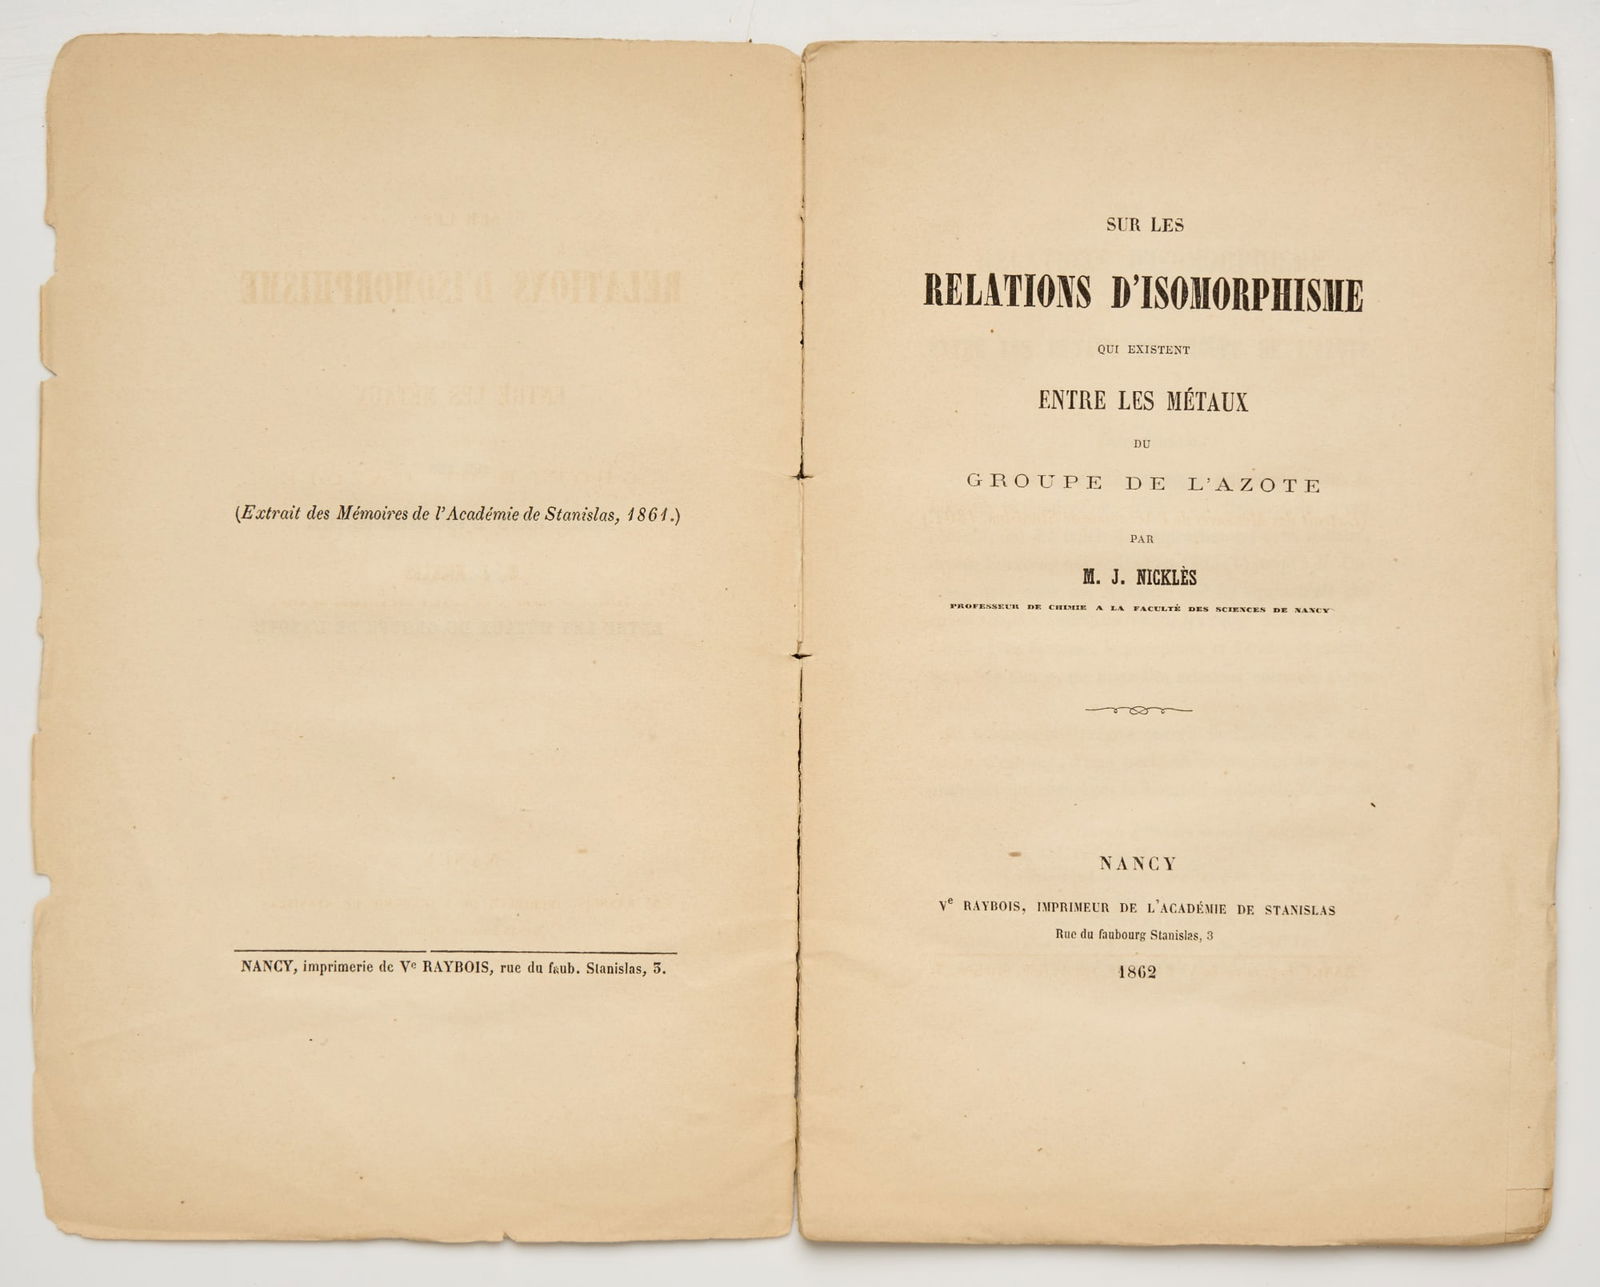 (Extrait des Mémoires de l'Académie de Stanislas, 1861.)
NANCY, imprimerie de Ve RAYBOIS, rue du faub. Stanislas, 3.
SUR LES
RELATIONS D'ISOMORPHISME
QUI EXISTENT
ENTRE LES MÉTAUX
DU
GROUPE DE L'AZOTE
PAR
M. J. NICKLÈS
PROFESSEUR DE CHIMIE A LA FACULTÉ DES SCIENCES DE NANCY
NANCY
Ve RAYBOIS, IMPRIMEUR DE L'ACADÉMIE DE STANISLAS
Rue du faubourg Stanislas, 3
1862